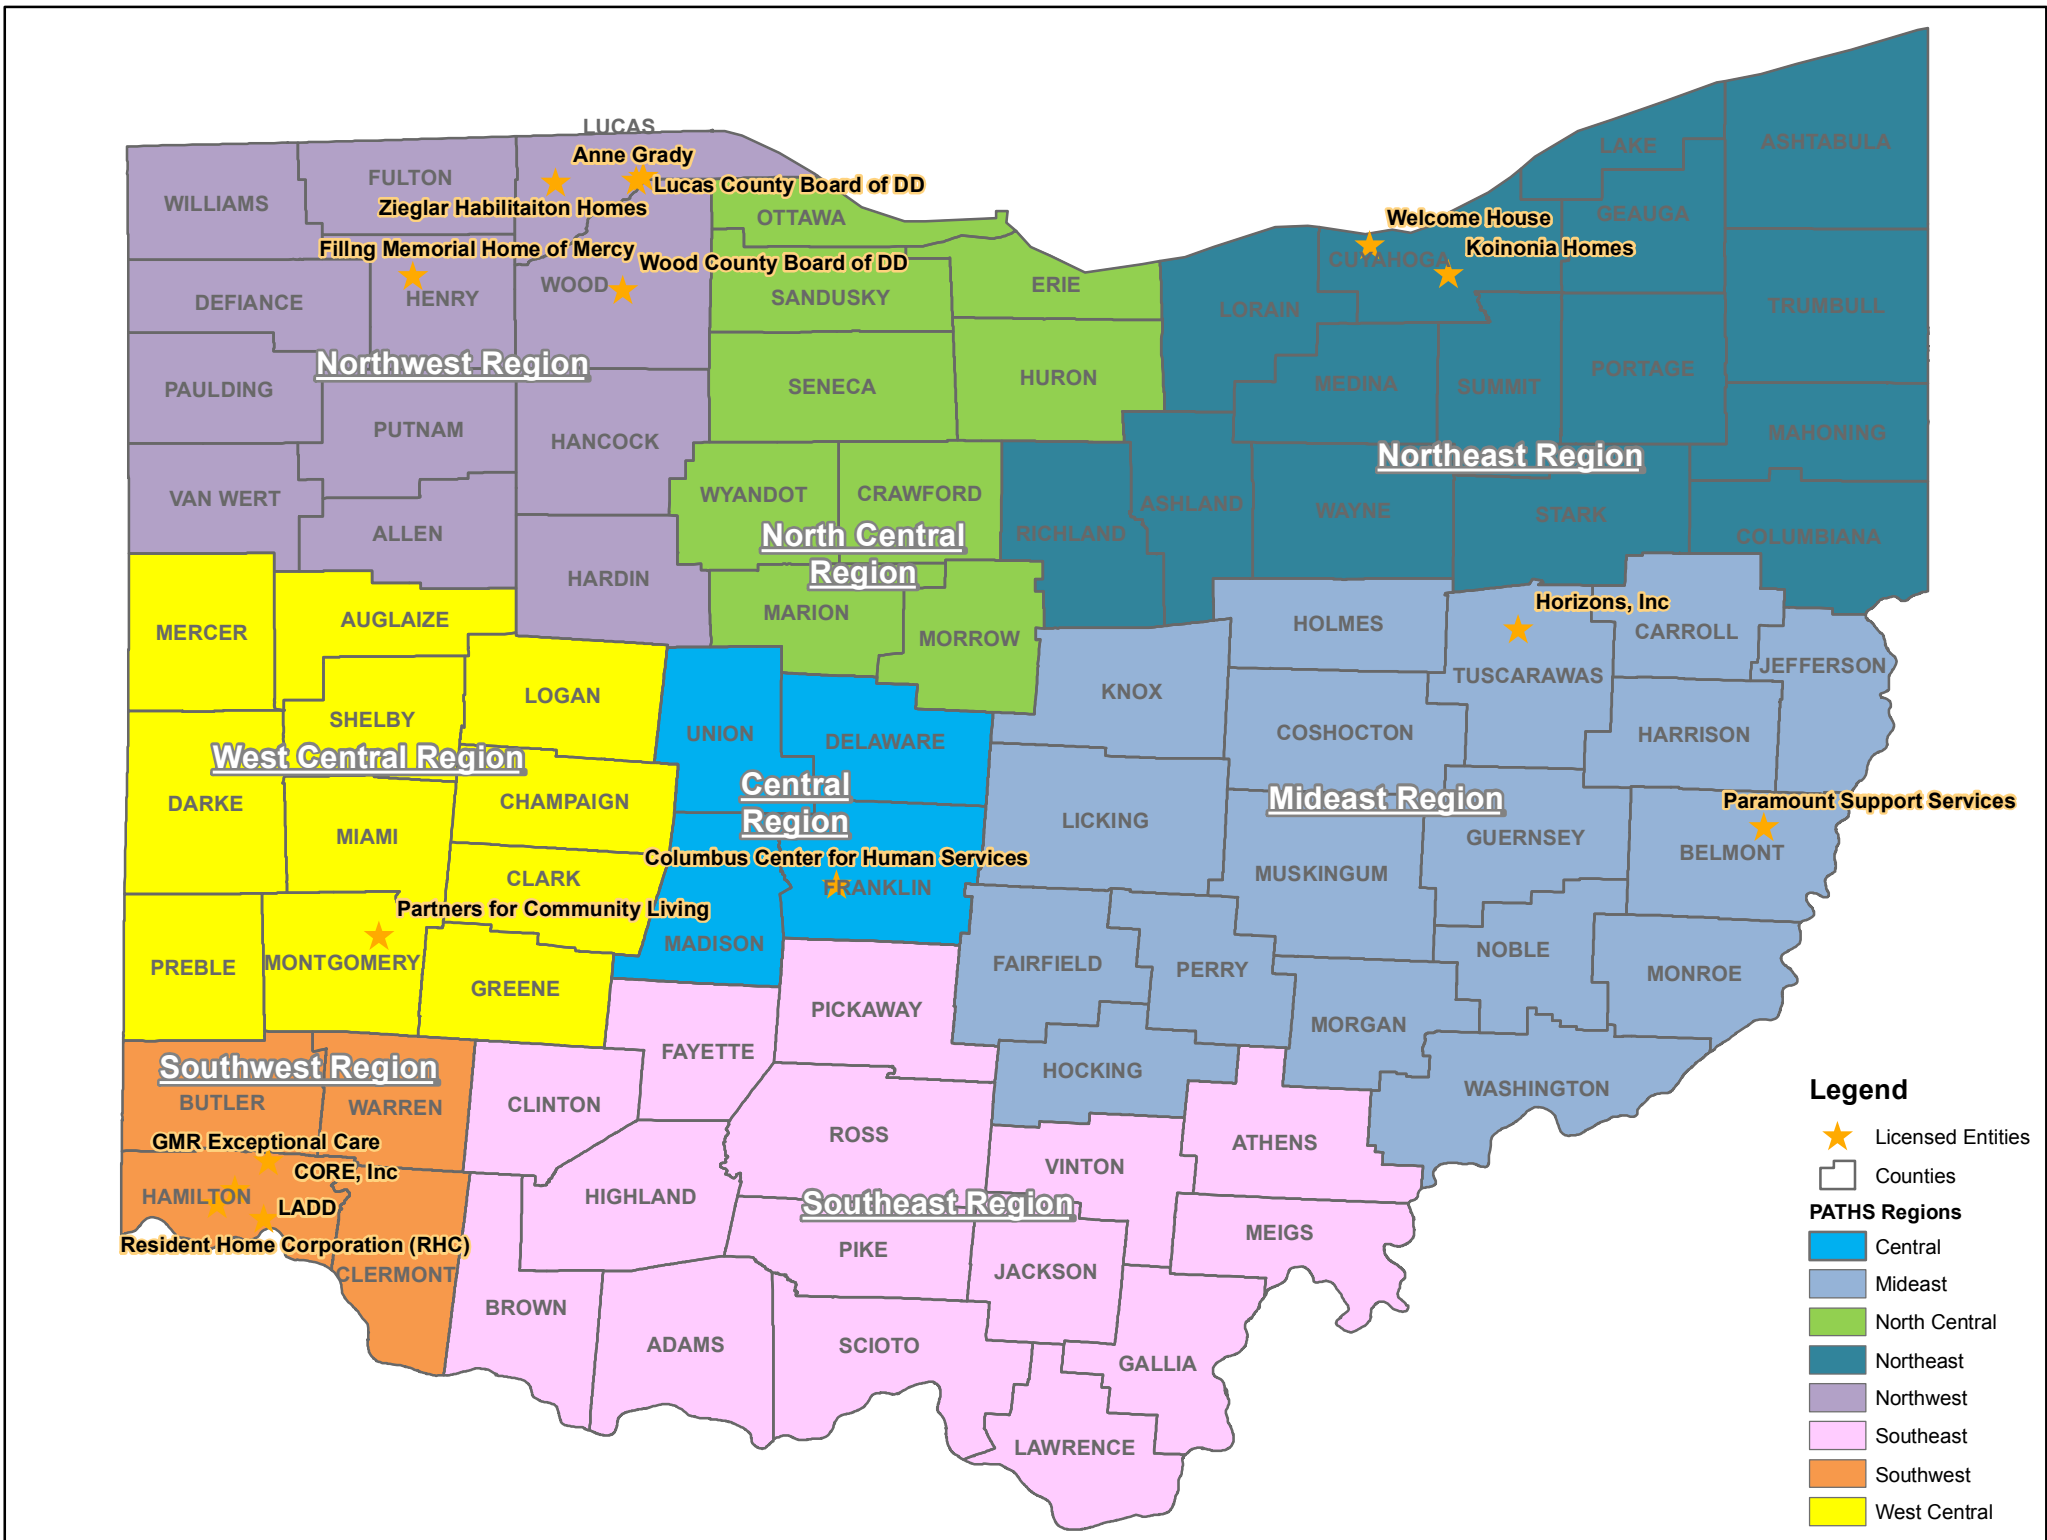 LUCAS
Anne Grady
FULTON
WILLIAMS
Lucas County Board of DD
Zieglar Habilitaiton Homes
OTTAWA
LAKE
ASHTABULA
GEAUGA
Welcome House
Koinonia Homes
CUYAHOGA
Fillng Memorial Home of Mercy
Wood County Board of DD
WOOD
HENRY
DEFIANCE
SANDUSKY
ERIE
LORAIN
TRUMBULL
Northwest Region
PAULDING
SENECA
HURON
MEDINA
SUMMIT
PORTAGE
PUTNAM
HANCOCK
MAHONING
Northeast Region
VAN WERT
WYANDOT
CRAWFORD
ASHLAND
WAYNE
STARK
ALLEN
North Central
Region
RICHLAND
COLUMBIANA
HARDIN
MERCER
AUGLAIZE
MARION
MORROW
Horizons, Inc
HOLMES
CARROLL
TUSCARAWAS
JEFFERSON
LOGAN
KNOX
SHELBY
UNION
DELAWARE
COSHOCTON
HARRISON
West Central Region
Central
Region
Mideast Region
Paramount Support Services
DARKE
CHAMPAIGN
MIAMI
LICKING
GUERNSEY
BELMONT
Columbus Center for Human Services
CLARK
FRANKLIN
MUSKINGUM
Partners for Community Living
MADISON
PREBLE
MONTGOMERY
FAIRFIELD
PERRY
NOBLE
MONROE
GREENE
PICKAWAY
MORGAN
FAYETTE
Southwest Region
HOCKING
WASHINGTON
BUTLER
WARREN
CLINTON
ROSS
ATHENS
GMR Exceptional Care
CORE, Inc
VINTON
HAMILTON
HIGHLAND
LADD
Southeast Region
MEIGS
Resident Home Corporation (RHC)
PIKE
CLERMONT
JACKSON
BROWN
ADAMS
SCIOTO
GALLIA
LAWRENCE
Legend
Licensed Entities
Counties
PATHS Regions
Central
Mideast
North Central
Northeast
Northwest
Southeast
Southwest
West Central